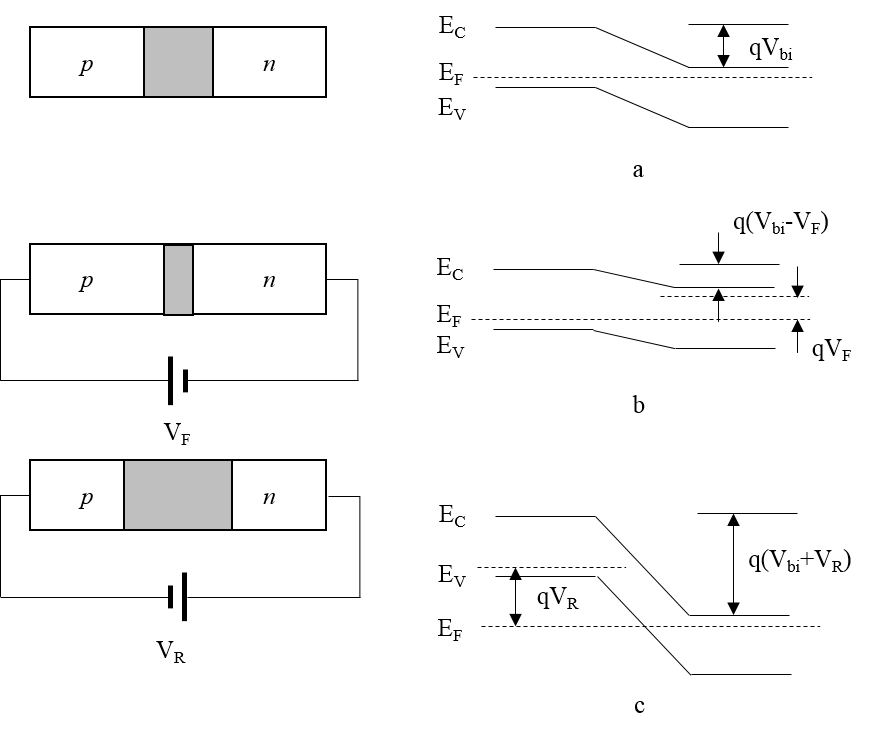 p n
E_C
qV_bi
E_F
E_V
a
q(V_bi-V_F)
p n
E_C
E_F
E_V
qV_F
V_F
b
p n
E_C
q(V_bi+V_R)
E_V
qV_R
E_F
V_R
c